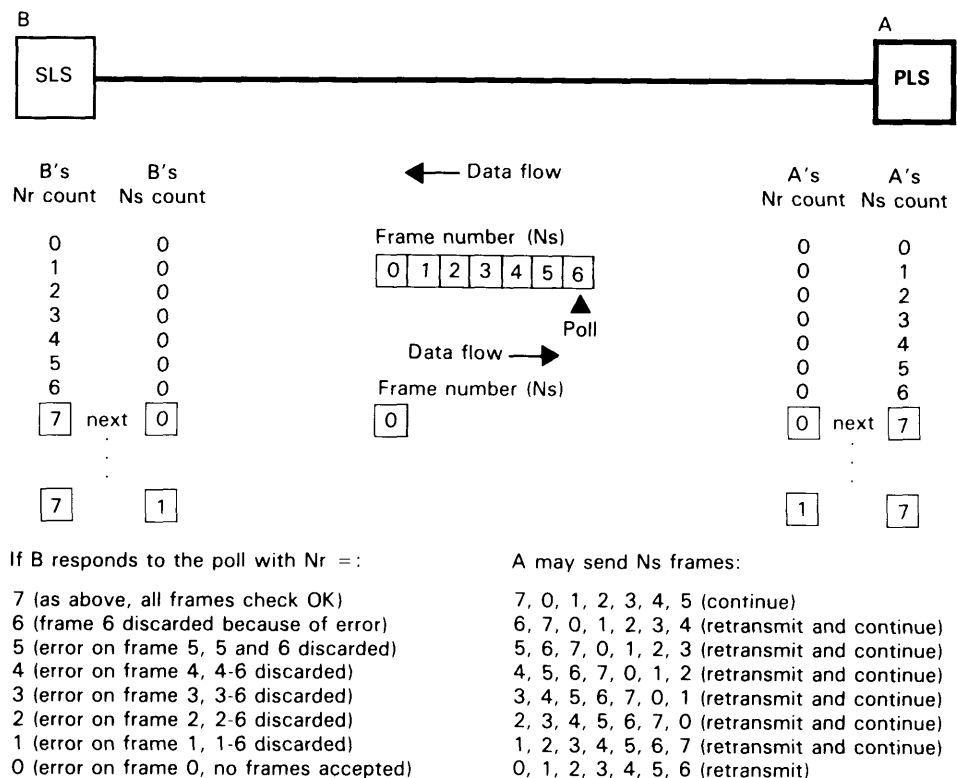 B A
SLS PLS
B's B's ← Data flow A's A's
Nr count Ns count Nr count Ns count
Frame number (Ns)
0 0 0 0
1 0 0 1 2 3 4 5 6 0 1
2 0 0 2
3 0 Poll 0 3
4 0 Data flow → 0 4
5 0 0 5
6 0 Frame number (Ns) 0 6
7 next 0 0 0 next 7
7 1 1 7
If B responds to the poll with Nr =: A may send Ns frames:
7 (as above, all frames check OK) 7, 0, 1, 2, 3, 4, 5 (continue)
6 (frame 6 discarded because of error) 6, 7, 0, 1, 2, 3, 4 (retransmit and continue)
5 (error on frame 5, 5 and 6 discarded) 5, 6, 7, 0, 1, 2, 3 (retransmit and continue)
4 (error on frame 4, 4-6 discarded) 4, 5, 6, 7, 0, 1, 2 (retransmit and continue)
3 (error on frame 3, 3-6 discarded) 3, 4, 5, 6, 7, 0, 1 (retransmit and continue)
2 (error on frame 2, 2-6 discarded) 2, 3, 4, 5, 6, 7, 0 (retransmit and continue)
1 (error on frame 1, 1-6 discarded) 1, 2, 3, 4, 5, 6, 7 (retransmit and continue)
0 (error on frame 0, no frames accepted) 0, 1, 2, 3, 4, 5, 6 (retransmit)